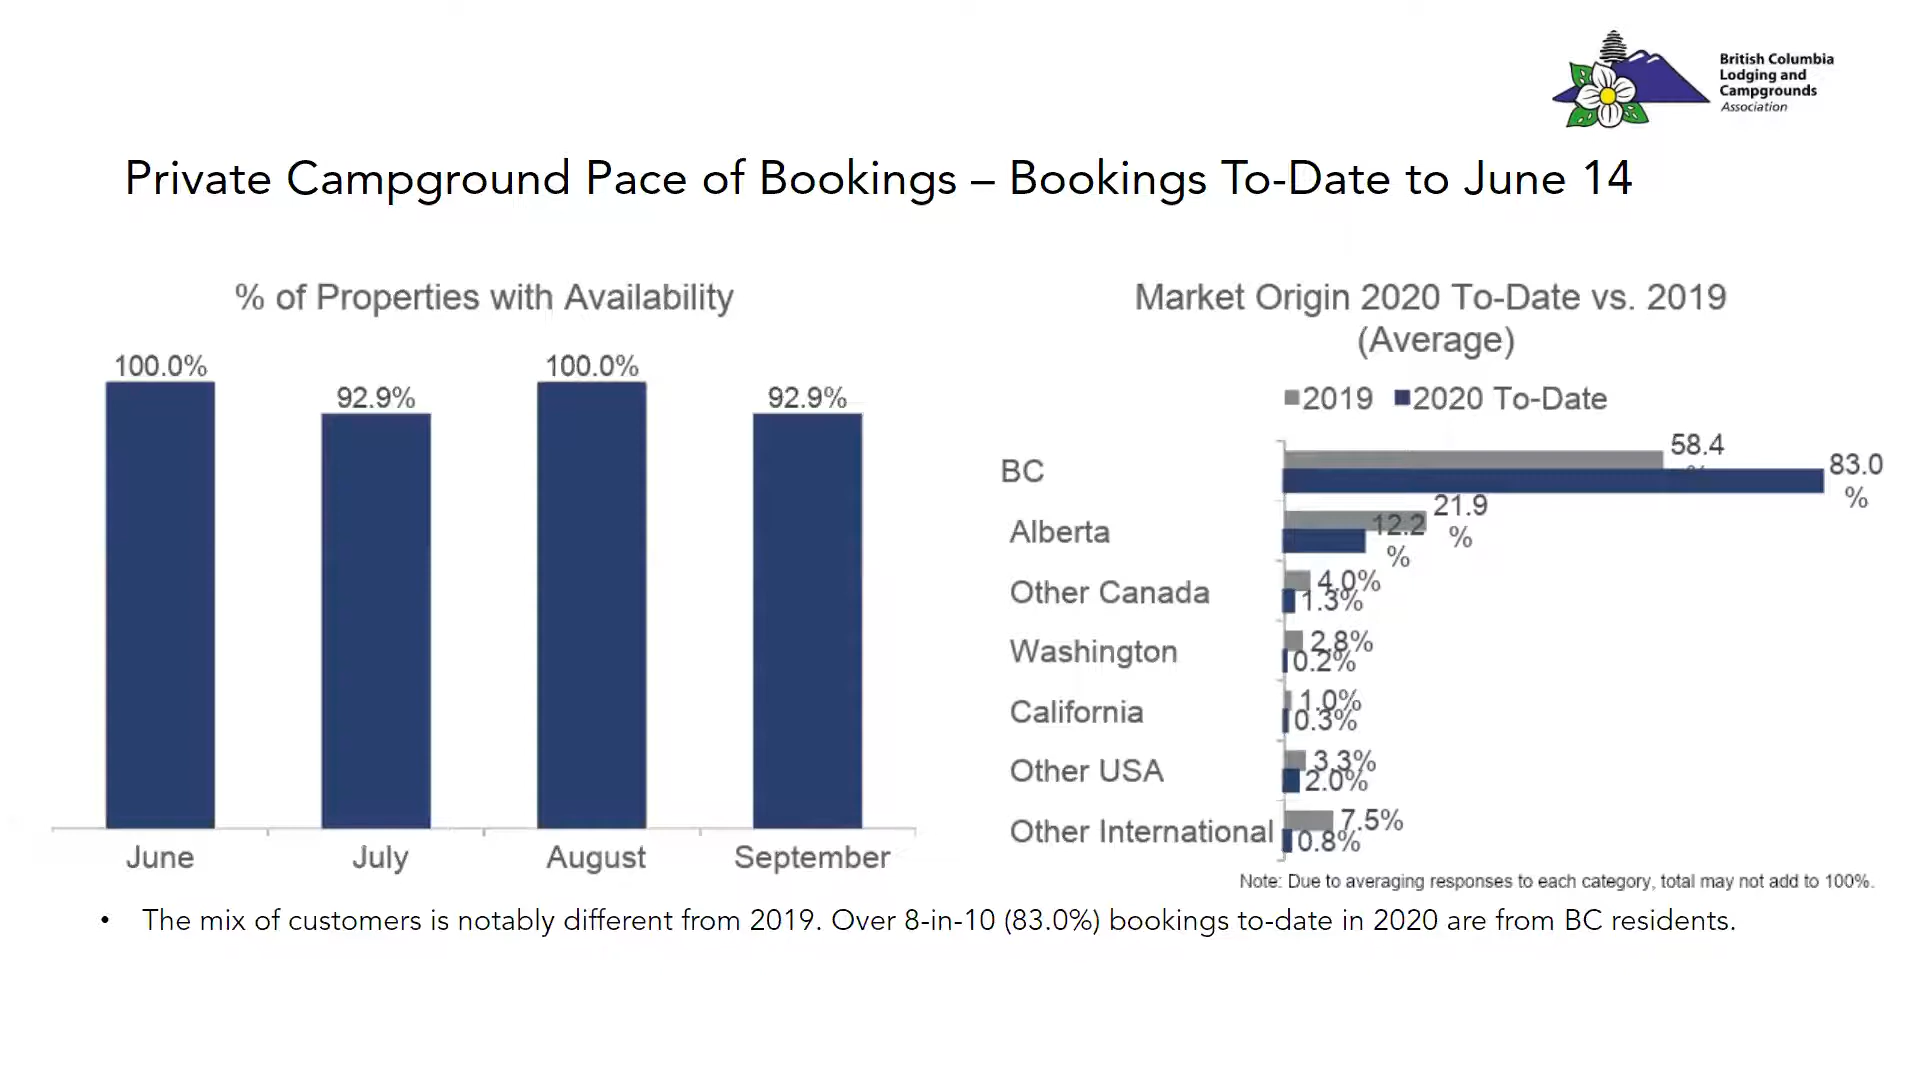 British Columbia
Lodging and
Campgrounds
Association
Private Campground Pace of Bookings – Bookings To-Date to June 14
% of Properties with Availability
100.0%
92.9%
100.0%
92.9%
June
July
August
September
Market Origin 2020 To-Date vs. 2019
(Average)
2019
2020 To-Date
BC
58.4
%
83.0
%
Alberta
21.9
%
12.2
%
Other Canada
4.0%
1.3%
Washington
2.8%
0.2%
California
1.0%
0.3%
Other USA
3.3%
2.0%
Other International
7.5%
0.8%
Note: Due to averaging responses to each category, total may not add to 100%.
• The mix of customers is notably different from 2019. Over 8-in-10 (83.0%) bookings to-date in 2020 are from BC residents.